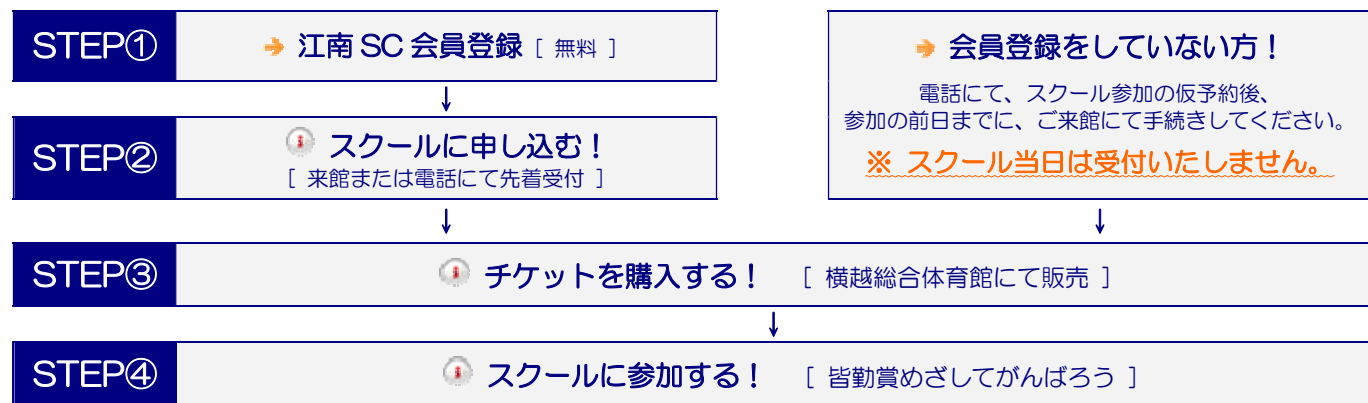 STEP①
江南 SC 会員登録 [ 無料 ]
↓
STEP②
スクールに申し込む！
[ 来館または電話にて先着受付 ]
↓
会員登録をしていない方！
電話にて、スクール参加の仮予約後、
参加の前日までに、ご来館にて手続きしてください。
※ スクール当日は受付いたしません。
↓
STEP③
チケットを購入する！ [ 横越総合体育館にて販売 ]
↓
STEP④
スクールに参加する！ [ 皆勤賞めざしてがんばろう ]